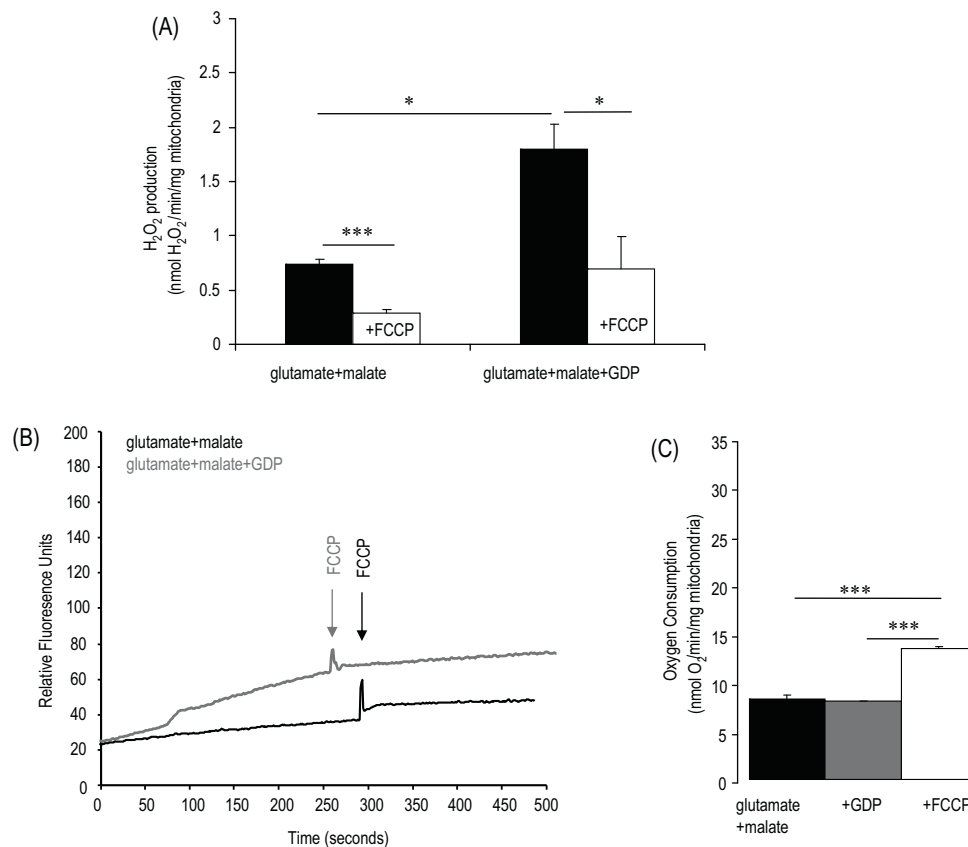 (A)
H2O2 production
(nmol H2O2/min/mg mitochondria)
3
2.5
2
1.5
1
0.5
0
*
*
***
+FCCP
+FCCP
glutamate+malate
glutamate+malate+GDP
(B)
glutamate+malate
glutamate+malate+GDP
Relative Fluoresence Units
200
180
160
140
120
100
80
60
40
20
0
FCCP
FCCP
0 50 100 150 200 250 300 350 400 450 500
Time (seconds)
(C)
Oxygen Consumption
(nmol O2/min/mg mitochondria)
35
30
25
20
15
10
5
0
***
***
glutamate
+malate
+GDP
+FCCP